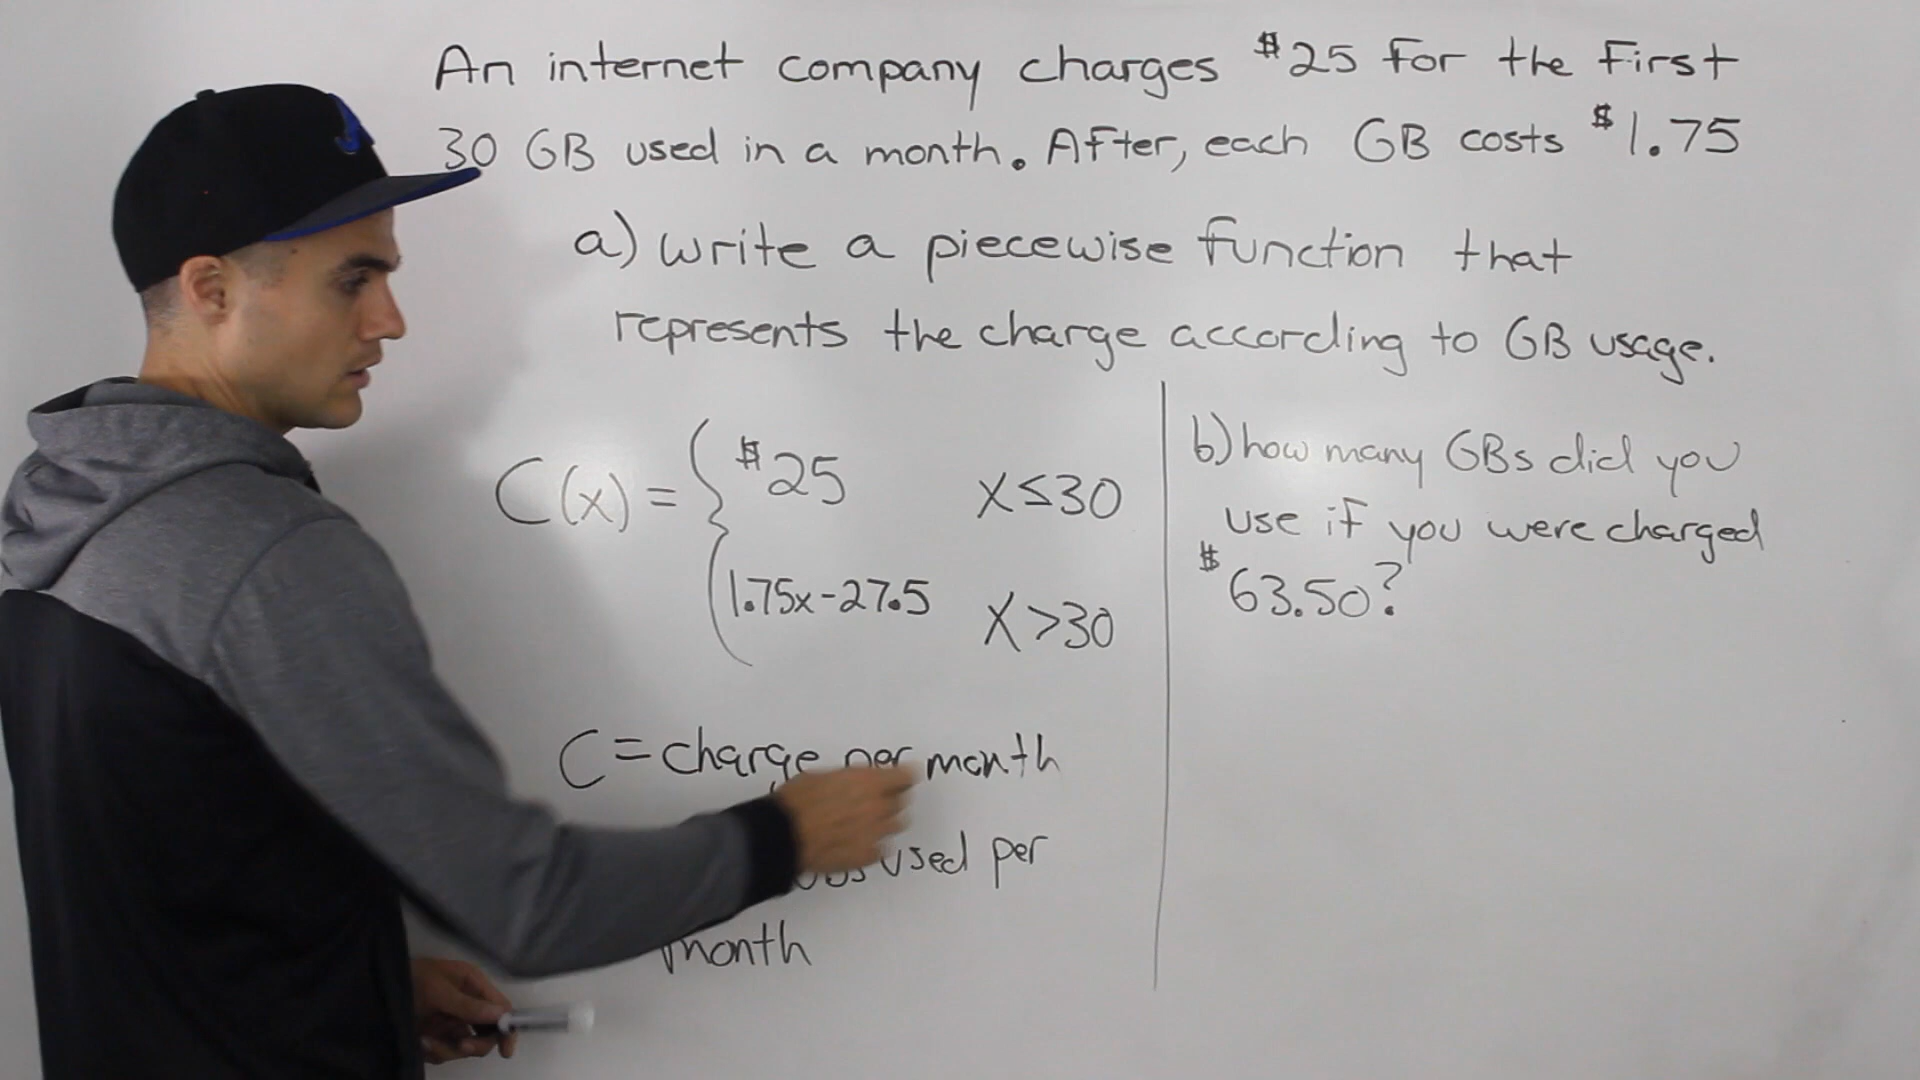 An internet company charges $25 for the first
30 GB used in a month. After, each GB costs $1.75
a) write a piecewise function that
represents the charge according to GB usage.
C(x) = { $25 x≤30
1.75x-27.5 x>30
C = charge per month
used per
month
b) how many GBs did you
use if you were charged
$63.50?